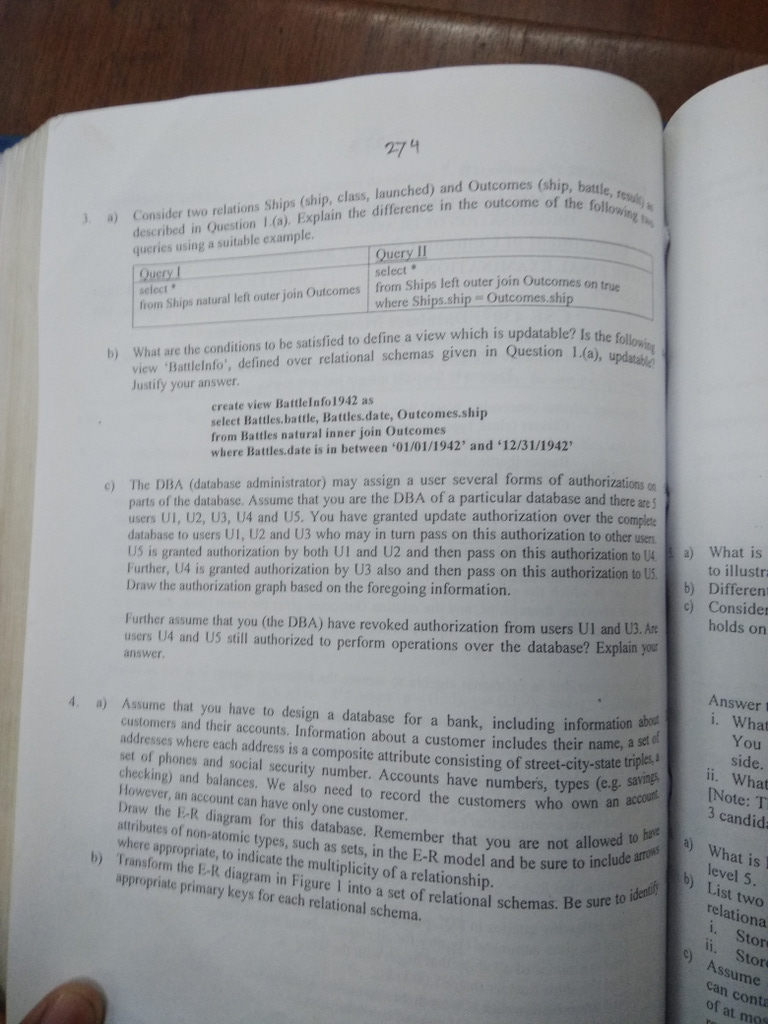 274
3. a) Consider two relations Ships (ship, class, launched) and Outcomes (ship, battle, result) as
described in Question 1.(a). Explain the difference in the outcome of the following two
queries using a suitable example.
Query I
select *
from Ships natural left outer join Outcomes
Query II
select *
from Ships left outer join Outcomes on true
where Ships.ship = Outcomes.ship
b) What are the conditions to be satisfied to define a view which is updatable? Is the following
view 'BattleInfo', defined over relational schemas given in Question 1.(a), updatable?
Justify your answer.
create view BattleInfo1942 as
select Battles.battle, Battles.date, Outcomes.ship
from Battles natural inner join Outcomes
where Battles.date is in between '01/01/1942' and '12/31/1942'
c) The DBA (database administrator) may assign a user several forms of authorizations on
parts of the database. Assume that you are the DBA of a particular database and there are 5
users U1, U2, U3, U4 and U5. You have granted update authorization over the complete
database to users U1, U2 and U3 who may in turn pass on this authorization to other users.
U5 is granted authorization by both U1 and U2 and then pass on this authorization to U4.
Further, U4 is granted authorization by U3 also and then pass on this authorization to U5.
Draw the authorization graph based on the foregoing information.
Further assume that you (the DBA) have revoked authorization from users U1 and U3. Are
users U4 and U5 still authorized to perform operations over the database? Explain your
answer.
4. a) Assume that you have to design a database for a bank, including information about
customers and their accounts. Information about a customer includes their name, a set of
addresses where each address is a composite attribute consisting of street-city-state triples, a
set of phones and social security number. Accounts have numbers, types (e.g. savings,
checking) and balances. We also need to record the customers who own an account.
However, an account can have only one customer.
Draw the E-R diagram for this database. Remember that you are not allowed to have
attributes of non-atomic types, such as sets, in the E-R model and be sure to include arrows
where appropriate, to indicate the multiplicity of a relationship.
b) Transform the E-R diagram in Figure 1 into a set of relational schemas. Be sure to identify
appropriate primary keys for each relational schema.
a) What is
to illustr
b) Differen
c) Consider
holds on
Answer
i. What
You
side.
ii. What
[Note: T
3 candid
a) What is
level 5.
b) List two
relationa
i. Stor
ii. Store
c) Assume
can conta
of at mos